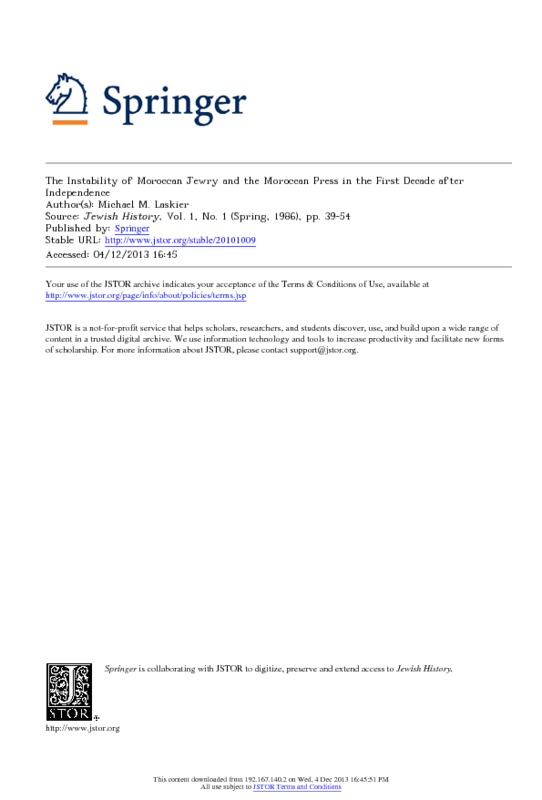 Springer
The Instability of Moroccan Jewry and the Moroccan Press in the First Decade after
Independence
Author(s): Michael M. Laskier
Source: Jewish History, Vol. 1, No. 1 (Spring, 1986), pp. 39-54
Published by: Springer
Stable URL: http://www.jstor.org/stable/20101009
Accessed: 04/12/2013 16:45
Your use of the JSTOR archive indicates your acceptance of the Terms & Conditions of Use, available at
http://www.jstor.org/page/info/about/policies/terms.jsp
JSTOR is a not-for-profit service that helps scholars, researchers, and students discover, use, and build upon a wide range of
content in a trusted digital archive. We use information technology and tools to increase productivity and facilitate new forms
of scholarship. For more information about JSTOR, please contact support@jstor.org.
Springer is collaborating with JSTOR to digitize, preserve and extend access to Jewish History.
JSTOR
http://www.jstor.org
This content downloaded from 192.167.140.2 on Wed, 4 Dec 2013 16:45:51 PM
All use subject to JSTOR Terms and Conditions